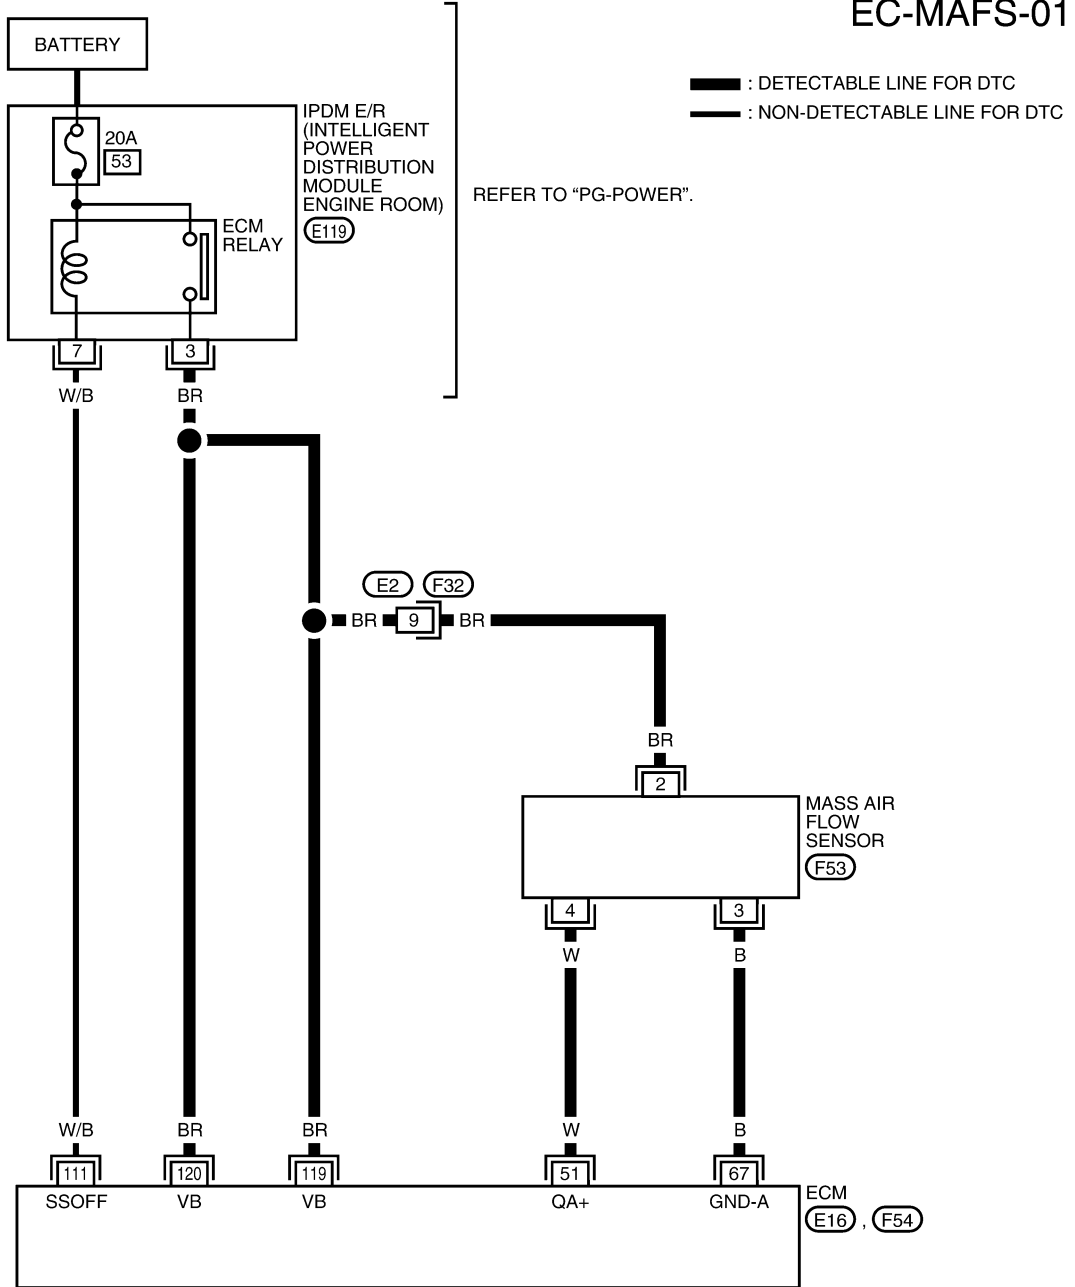 EC-MAFS-01
BATTERY
: DETECTABLE LINE FOR DTC
: NON-DETECTABLE LINE FOR DTC
20A
53
IPDM E/R
(INTELLIGENT
POWER
DISTRIBUTION
MODULE
ENGINE ROOM)
E119
REFER TO “PG-POWER”.
ECM
RELAY
7
3
W/B
BR
E2
F32
BR
9
BR
BR
2
MASS AIR
FLOW
SENSOR
F53
4
3
W
B
W/B
BR
BR
W
B
111
120
119
51
67
SSOFF
VB
VB
QA+
GND-A
ECM
E16 , F54